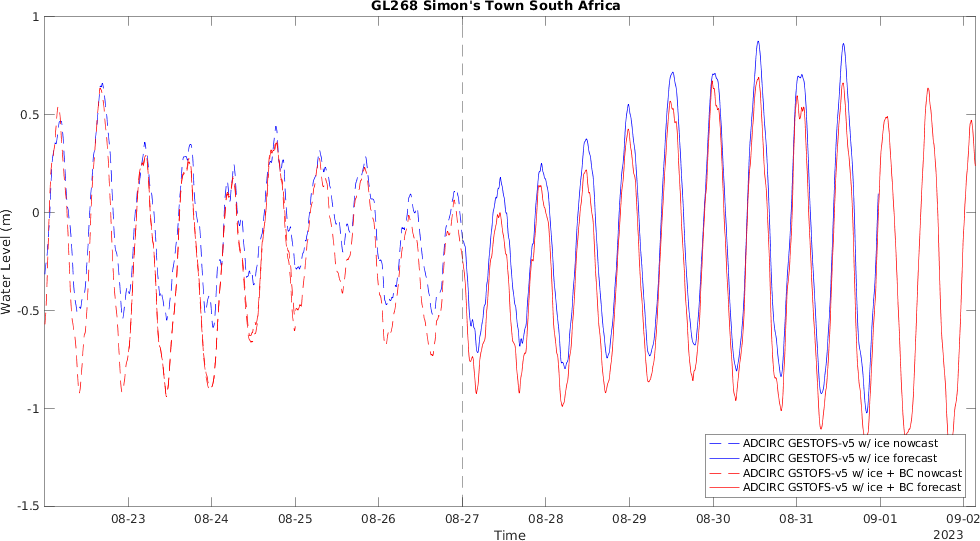 GL268 Simon's Town South Africa
1
0.5
0
-0.5
-1
-1.5
Water Level (m)
08-23 08-24 08-25 08-26 08-27 08-28 08-29 08-30 08-31 09-01 09-02
Time
2023
ADCIRC GESTOFS-v5 w/ ice nowcast
ADCIRC GESTOFS-v5 w/ ice forecast
ADCIRC GSTOFS-v5 w/ ice + BC nowcast
ADCIRC GSTOFS-v5 w/ ice + BC forecast